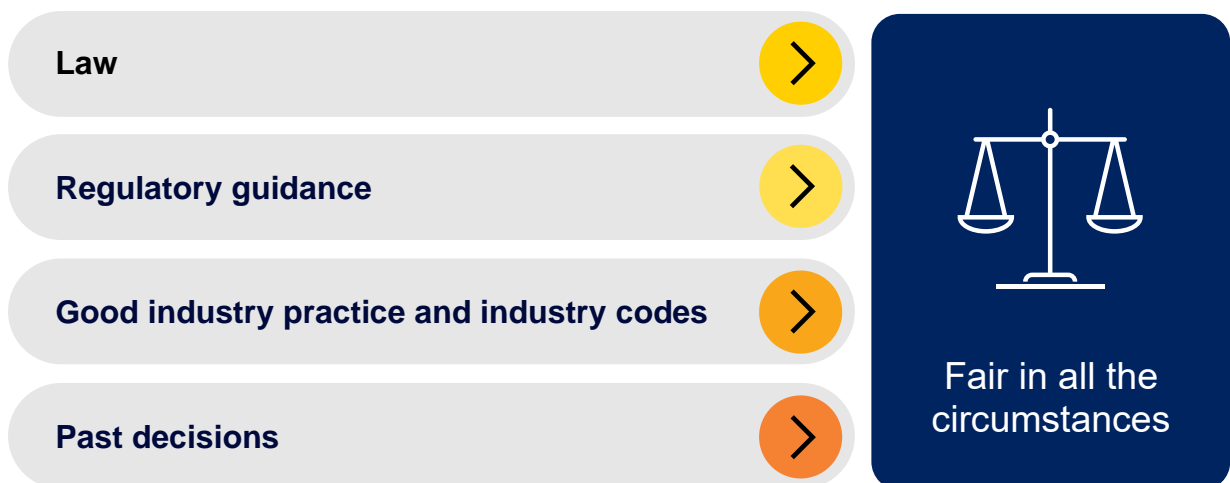 Law
Regulatory guidance
Good industry practice and industry codes
Past decisions
Fair in all the
circumstances